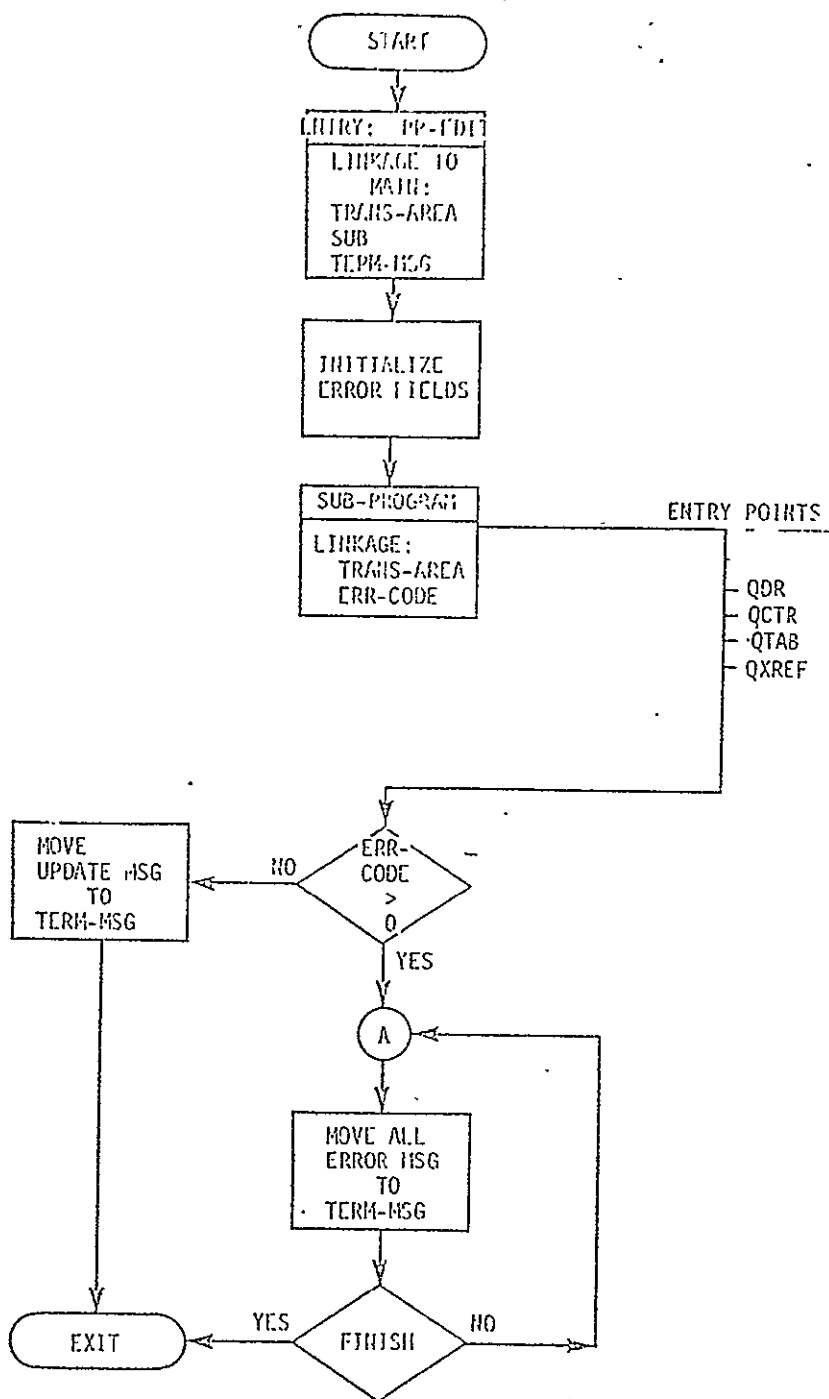 START
ENTRY: PP-EDIT
LINKAGE TO
MAIN:
TRANS-AREA
SUB
TERM-MSG
INITIALIZE
ERROR FIELDS
SUB-PROGRAM
LINKAGE:
TRANS-AREA
ERR-CODE
ENTRY POINTS
QDR
QCTR
QTAB
QXREF
ERR-
CODE
>
0
NO
MOVE
UPDATE MSG
TO
TERM-MSG
YES
A
MOVE ALL
ERROR MSG
TO
TERM-MSG
FINISH
YES
NO
EXIT